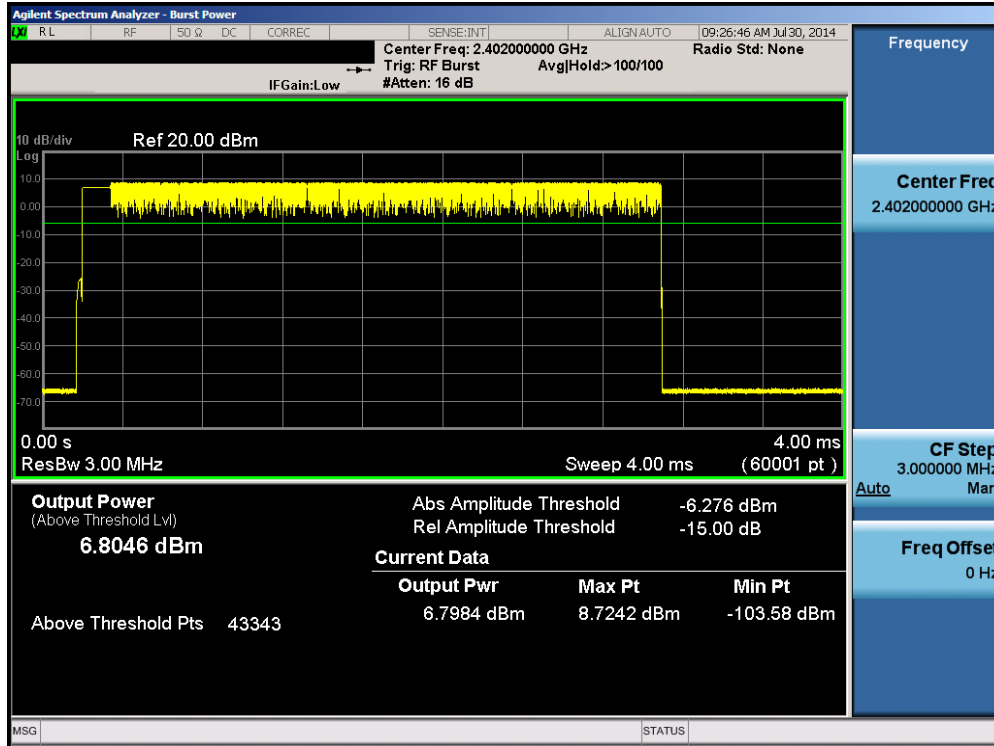 Agilent Spectrum Analyzer - Burst Power
LXI RL RF 50 Ω DC CORREC SENSE:INT ALIGN AUTO 09:26:46 AM Jul 30, 2014
Center Freq: 2.402000000 GHz Radio Std: None
Trig: RF Burst Avg|Hold:> 100/100
IFGain:Low #Atten: 16 dB
10 dB/div Ref 20.00 dBm
Log
10.0
0.00
-10.0
-20.0
-30.0
-40.0
-50.0
-60.0
-70.0
0.00 s 4.00 ms
ResBw 3.00 MHz Sweep 4.00 ms (60001 pt)
Output Power
(Above Threshold Lvl)
6.8046 dBm
Above Threshold Pts 43343
Abs Amplitude Threshold -6.276 dBm
Rel Amplitude Threshold -15.00 dB
Current Data
Output Pwr Max Pt Min Pt
6.7984 dBm 8.7242 dBm -103.58 dBm
MSG STATUS
Frequency
Center Freq
2.402000000 GHz
CF Step
3.000000 MHz
Auto Man
Freq Offset
0 Hz